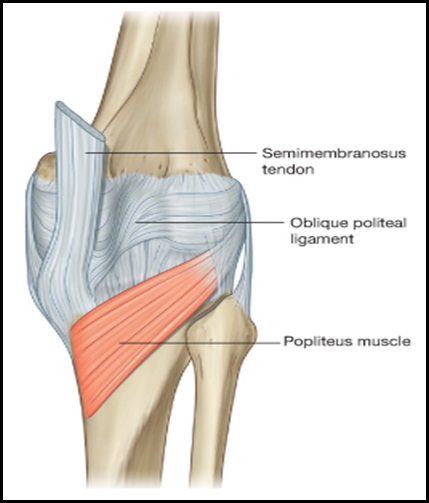 Semimembranosus
tendon
Oblique politeal
ligament
Popliteus muscle